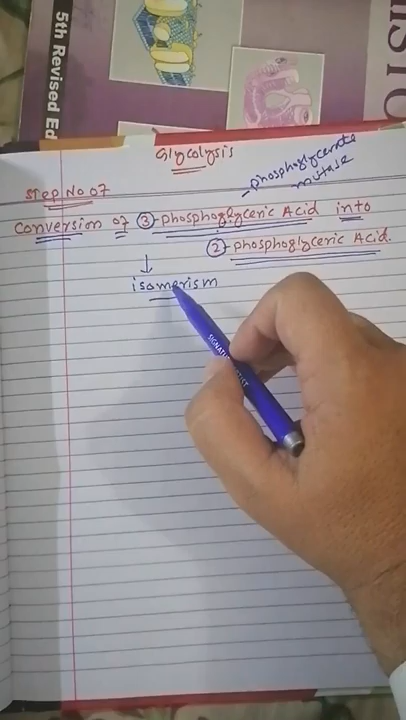 5th Revised Ed
Glycolysis
Step No 07
phosphoglycerate
mutase
Conversion of ③-phosphoglyceric Acid into
②-phosphoglyceric Acid.
↓
isomerism